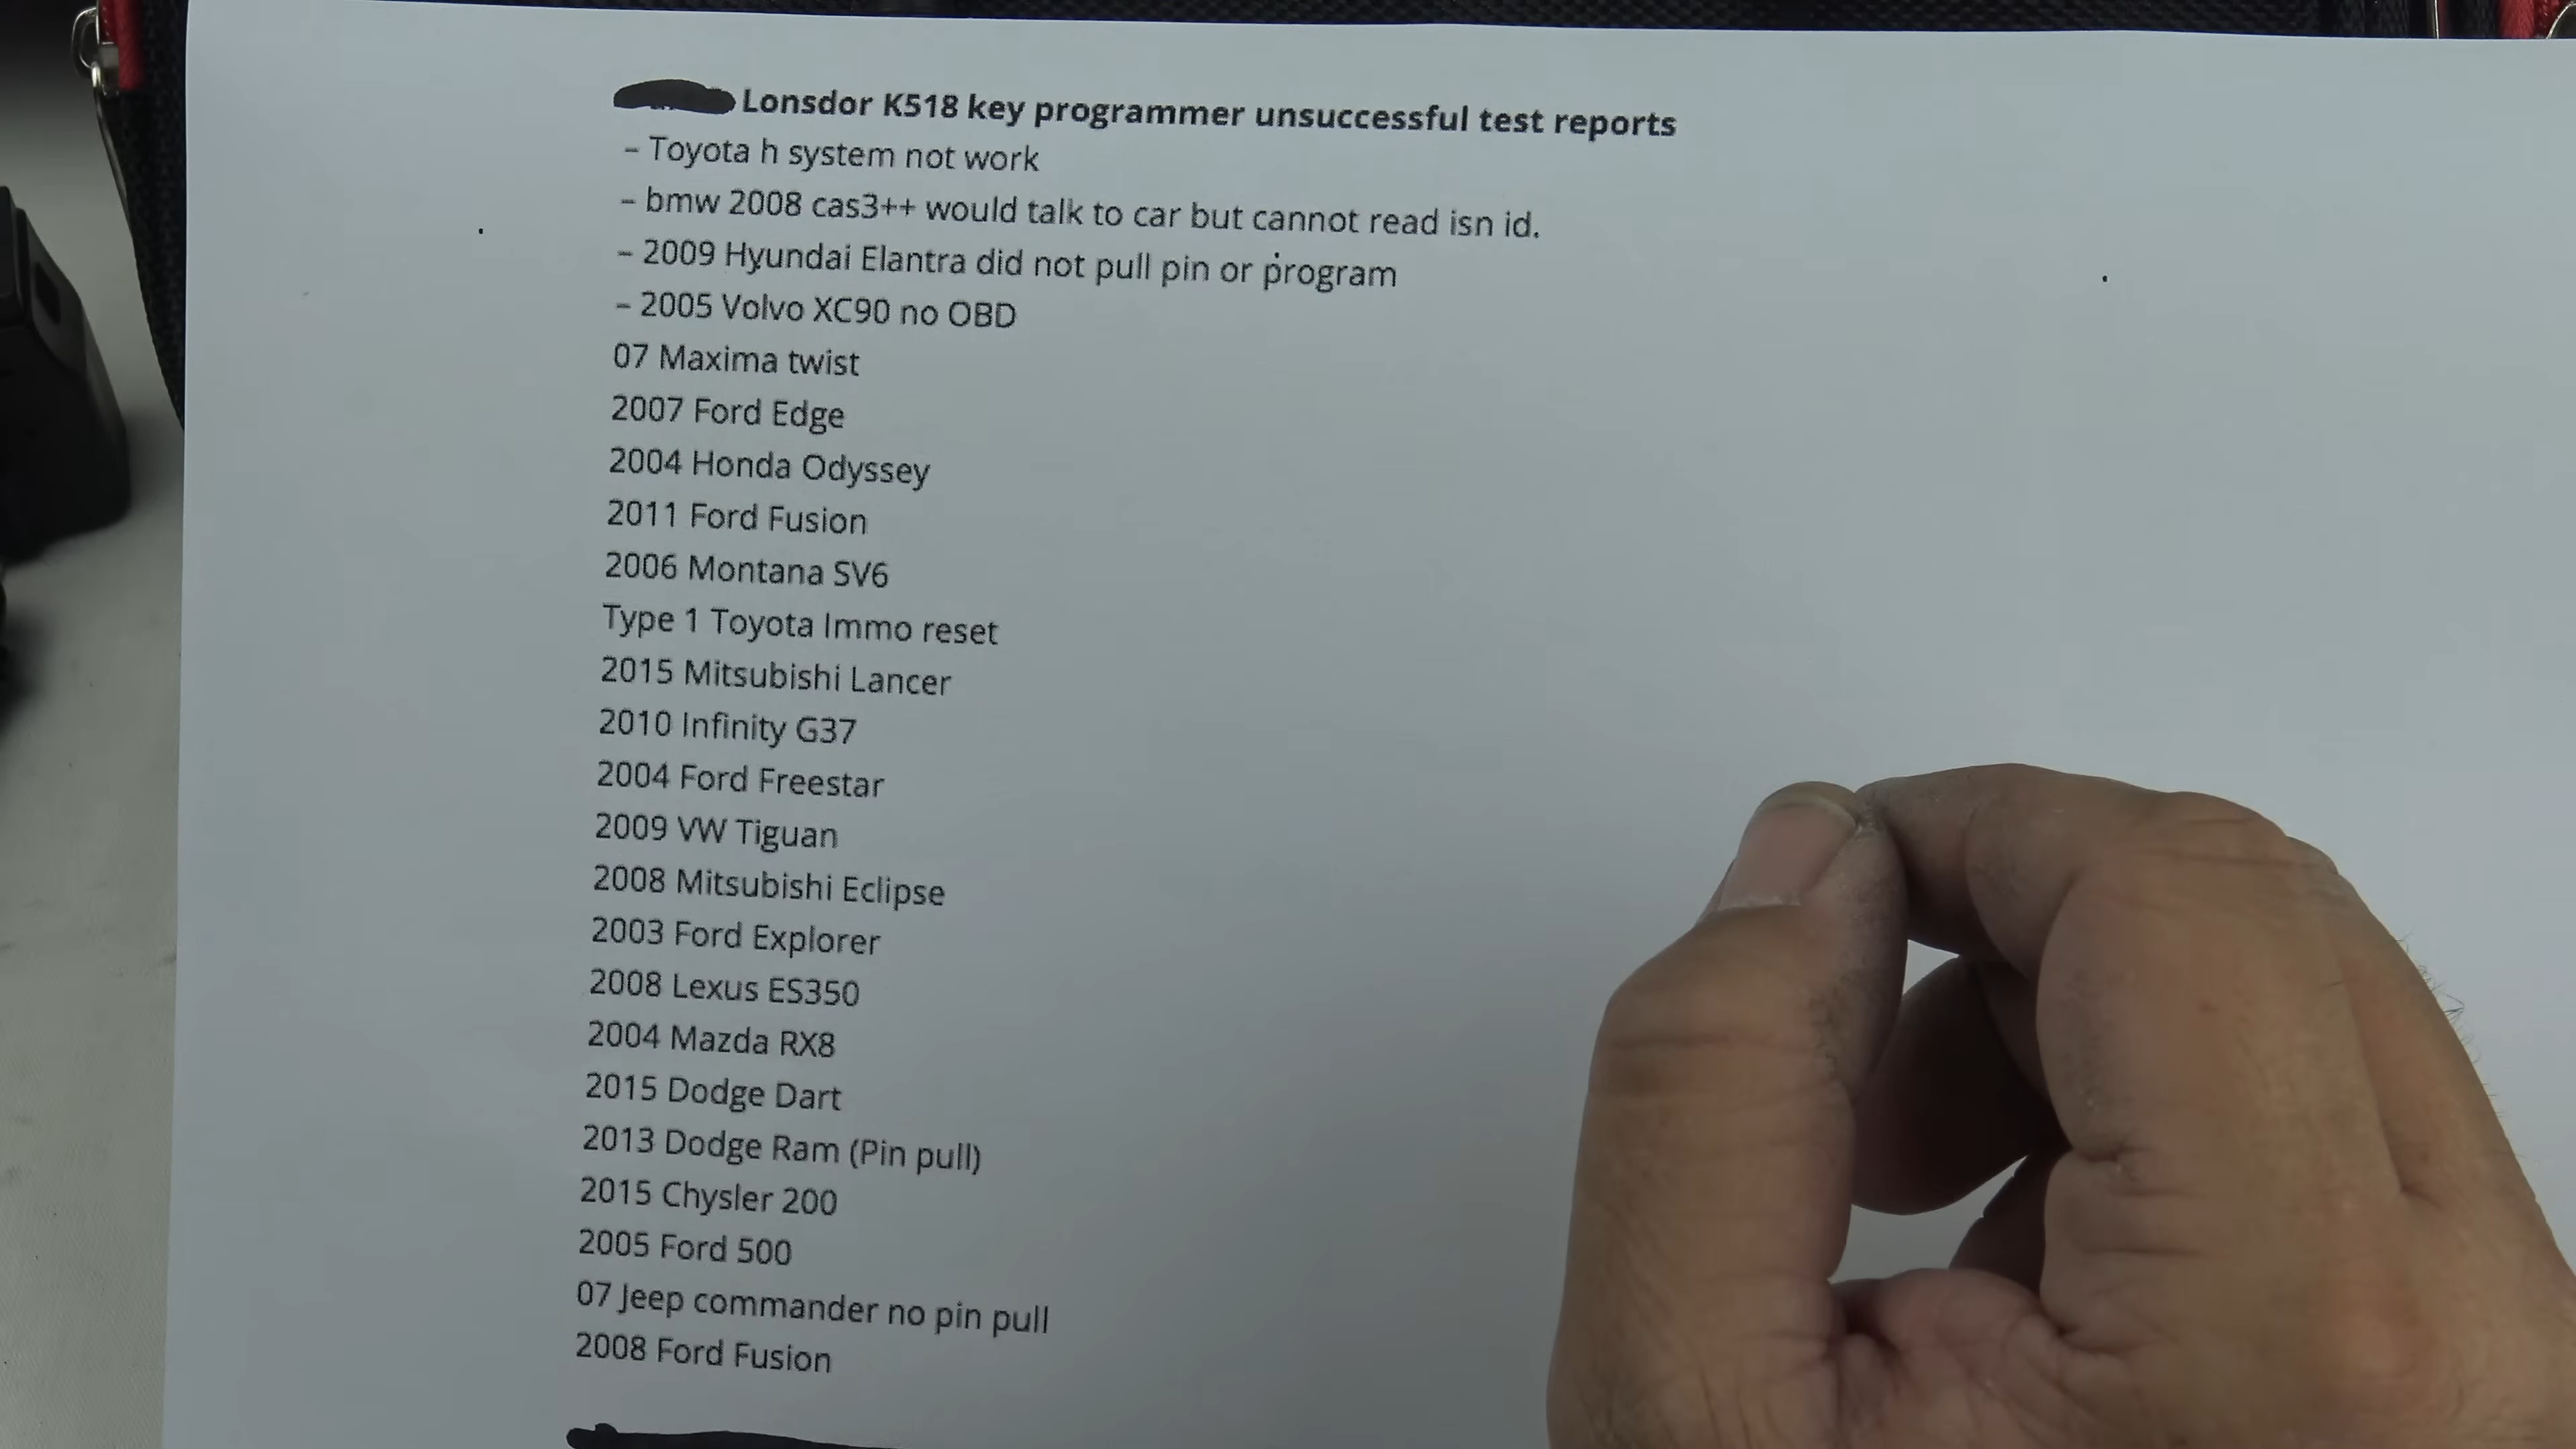 Lonsdor K518 key programmer unsuccessful test reports
– Toyota h system not work
– bmw 2008 cas3++ would talk to car but cannot read isn id.
– 2009 Hyundai Elantra did not pull pin or program
– 2005 Volvo XC90 no OBD
07 Maxima twist
2007 Ford Edge
2004 Honda Odyssey
2011 Ford Fusion
2006 Montana SV6
Type 1 Toyota Immo reset
2015 Mitsubishi Lancer
2010 Infinity G37
2004 Ford Freestar
2009 VW Tiguan
2008 Mitsubishi Eclipse
2003 Ford Explorer
2008 Lexus ES350
2004 Mazda RX8
2015 Dodge Dart
2013 Dodge Ram (Pin pull)
2015 Chysler 200
2005 Ford 500
07 Jeep commander no pin pull
2008 Ford Fusion